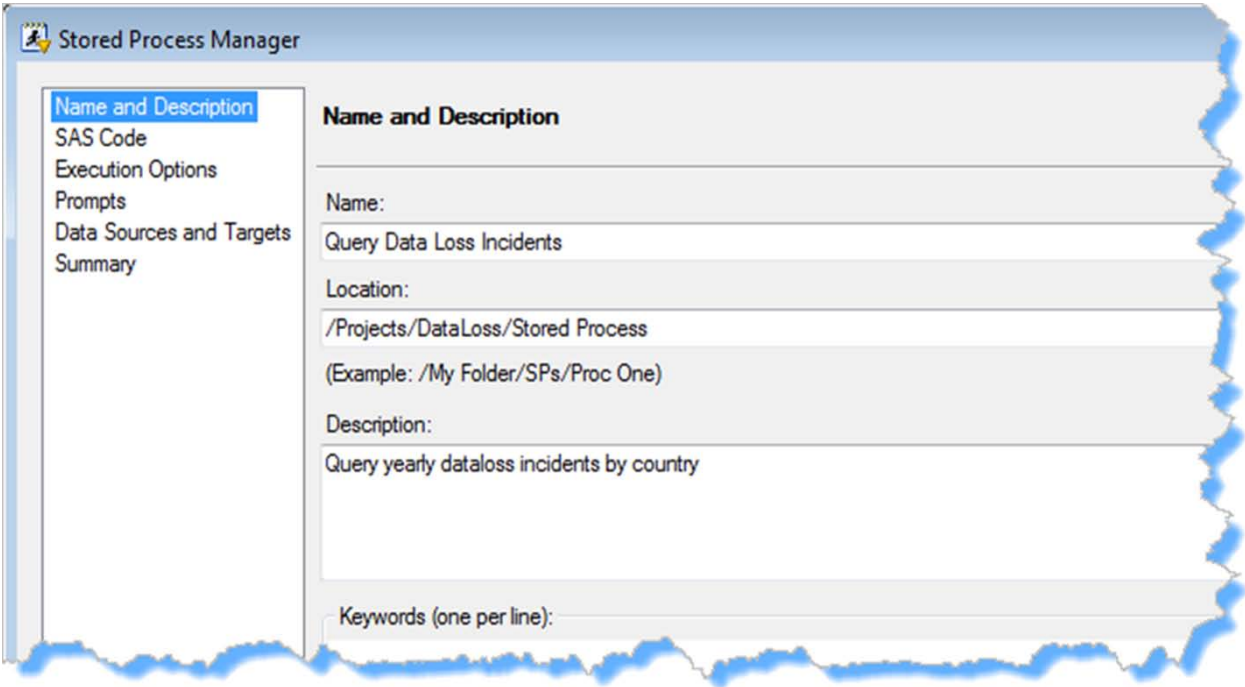 Stored Process Manager
Name and Description
SAS Code
Execution Options
Prompts
Data Sources and Targets
Summary
Name and Description
Name:
Query Data Loss Incidents
Location:
/Projects/DataLoss/Stored Process
(Example: /My Folder/SPs/Proc One)
Description:
Query yearly dataloss incidents by country
Keywords (one per line):